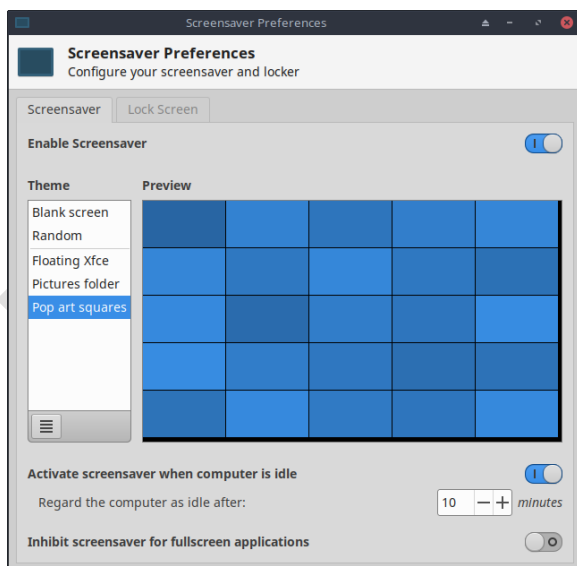 Screensaver Preferences
Screensaver Preferences
Configure your screensaver and locker
Screensaver
Lock Screen
Enable Screensaver
Theme
Preview
Blank screen
Random
Floating Xfce
Pictures folder
Pop art squares
Activate screensaver when computer is idle
Regard the computer as idle after:
10
minutes
Inhibit screensaver for fullscreen applications